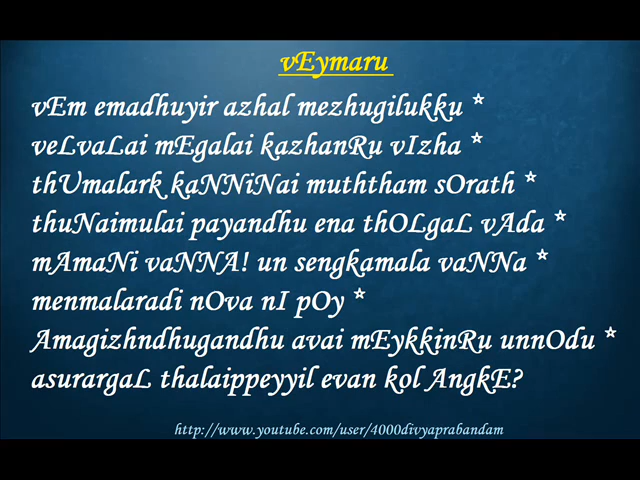 vEymaru
vEm emadhuyir azhal mezhugilukku *
veLvaLai mEgalai kazhanRu vIzha *
thUmalark kaNNiNai muththam sOrath *
thuNaimulai payandhu ena thOLgaL vAda *
mAmaNi vaNNA! un sengkamala vaNNa *
menmalaradi nOva nI pOy *
Amagizhndhugandhu avai mEykkinRu unnOdu *
asurargaL thalaippeyyil evan kol AngkE?
http://www.youtube.com/user/4000divyaprabandam